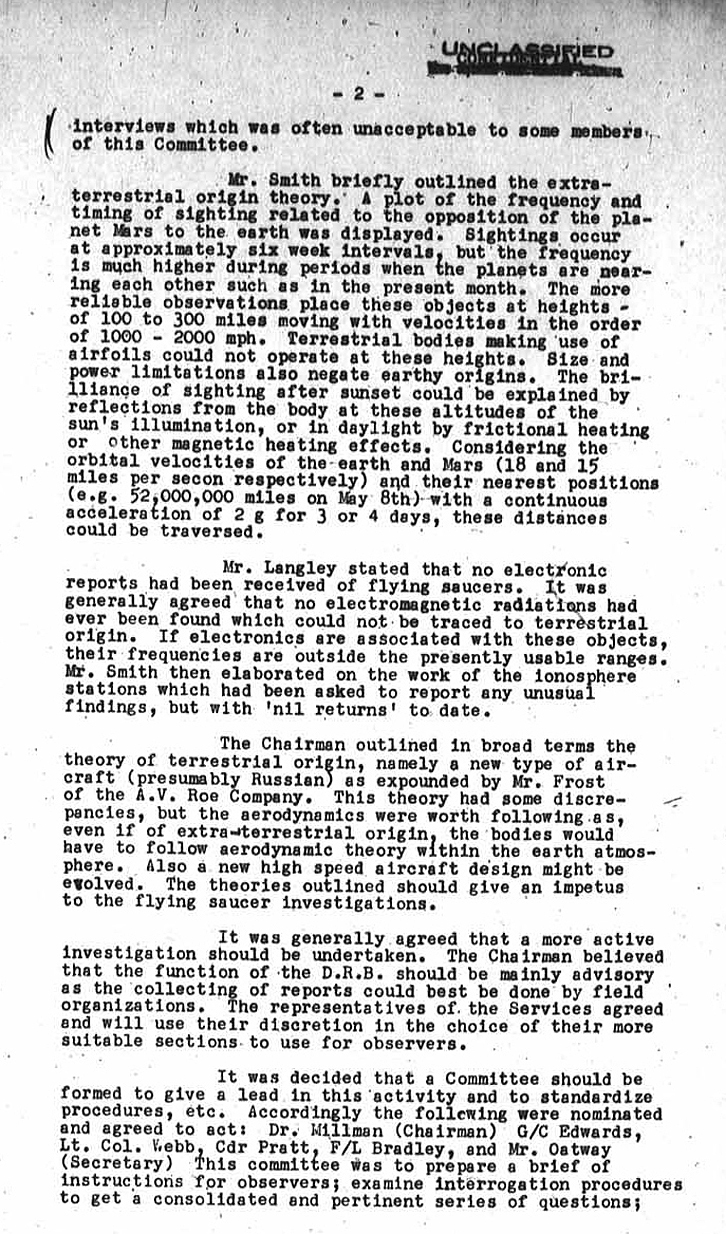 UNCLASSIFIED
CONFIDENTIAL
- 2 -
interviews which was often unacceptable to some members
of this Committee.
Mr. Smith briefly outlined the extra-
terrestrial origin theory. A plot of the frequency and
timing of sighting related to the opposition of the pla-
net Mars to the earth was displayed. Sightings occur
at approximately six week intervals, but the frequency
is much higher during periods when the planets are near-
ing each other such as in the present month. The more
reliable observations place these objects at heights -
of 100 to 300 miles moving with velocities in the order
of 1000 - 2000 mph. Terrestrial bodies making use of
airfoils could not operate at these heights. Size and
power limitations also negate earthy origins. The bri-
lliance of sighting after sunset could be explained by
reflections from the body at these altitudes of the
sun's illumination, or in daylight by frictional heating
or other magnetic heating effects. Considering the
orbital velocities of the earth and Mars (18 and 15
miles per secon respectively) and their nearest positions
(e.g. 52,000,000 miles on May 8th) with a continuous
acceleration of 2 g for 3 or 4 days, these distances
could be traversed.
Mr. Langley stated that no electronic
reports had been received of flying saucers. It was
generally agreed that no electromagnetic radiations had
ever been found which could not be traced to terrestrial
origin. If electronics are associated with these objects,
their frequencies are outside the presently usable ranges.
Mr. Smith then elaborated on the work of the ionosphere
stations which had been asked to report any unusual
findings, but with 'nil returns' to date.
The Chairman outlined in broad terms the
theory of terrestrial origin, namely a new type of air-
craft (presumably Russian) as expounded by Mr. Frost
of the A.V. Roe Company. This theory had some discre-
pancies, but the aerodynamics were worth following as,
even if of extra-terrestrial origin, the bodies would
have to follow aerodynamic theory within the earth atmos-
phere. Also a new high speed aircraft design might be
evolved. The theories outlined should give an impetus
to the flying saucer investigations.
It was generally agreed that a more active
investigation should be undertaken. The Chairman believed
that the function of the D.R.B. should be mainly advisory
as the collecting of reports could best be done by field
organizations. The representatives of the Services agreed
and will use their discretion in the choice of their more
suitable sections to use for observers.
It was decided that a Committee should be
formed to give a lead in this activity and to standardize
procedures, etc. Accordingly the following were nominated
and agreed to act: Dr. Millman (Chairman) G/C Edwards,
Lt. Col. Webb, Cdr Pratt, F/L Bradley, and Mr. Oatway
(Secretary) This committee was to prepare a brief of
instructions for observers; examine interrogation procedures
to get a consolidated and pertinent series of questions;